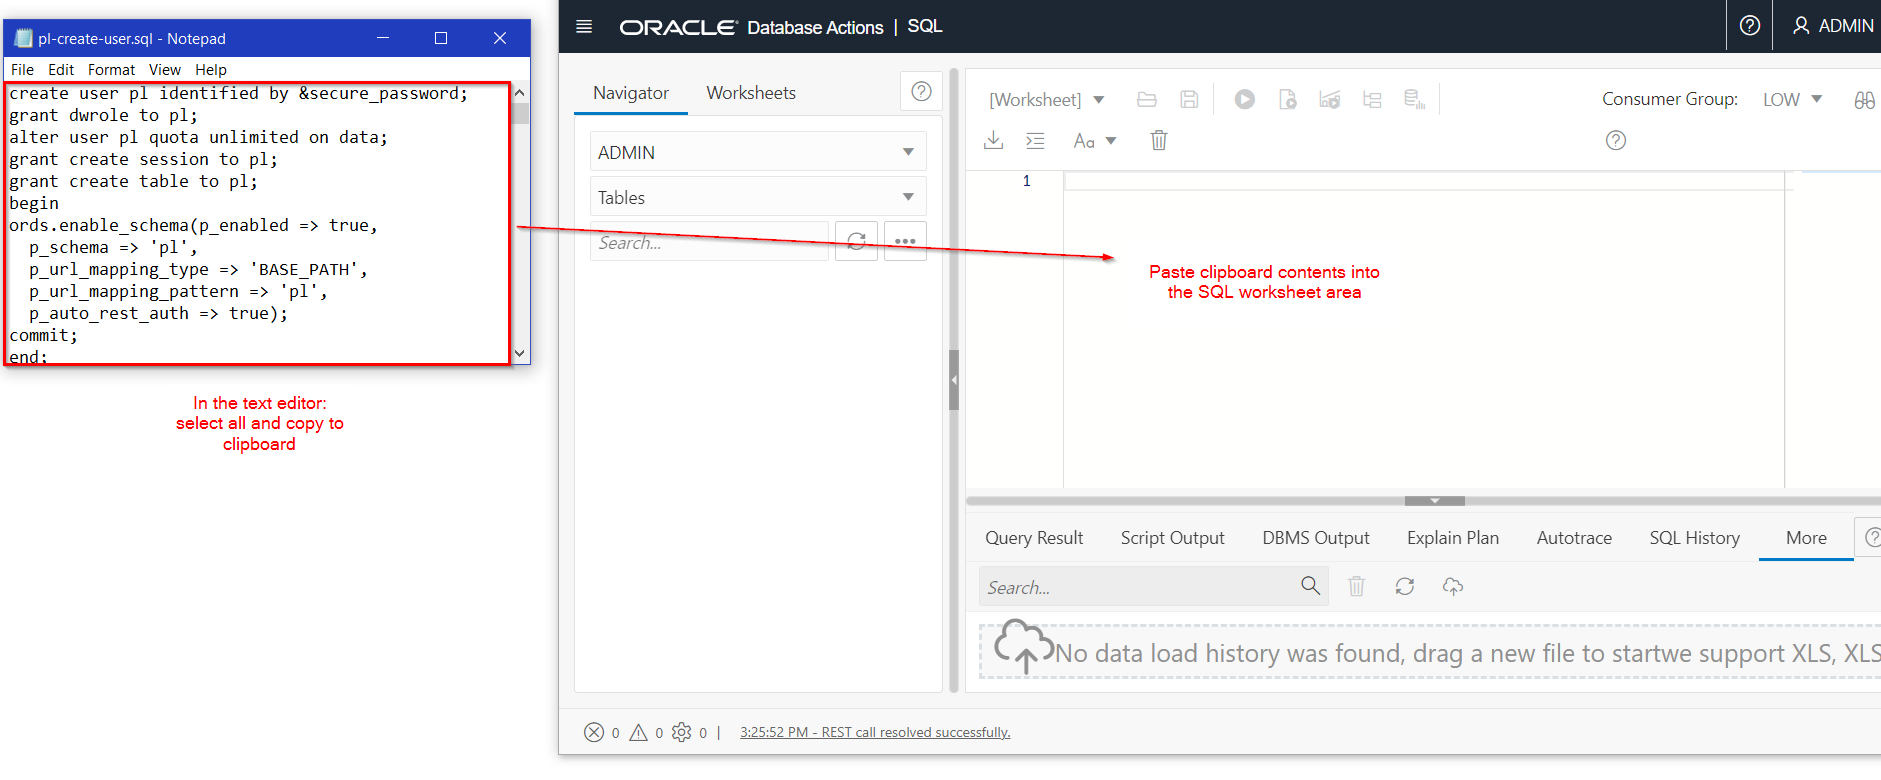 pl-create-user.sql - Notepad
File Edit Format View Help
create user pl identified by &secure_password;
grant dwrole to pl;
alter user pl quota unlimited on data;
grant create session to pl;
grant create table to pl;
begin
ords.enable_schema(p_enabled => true,
  p_schema => 'pl',
  p_url_mapping_type => 'BASE_PATH',
  p_url_mapping_pattern => 'pl',
  p_auto_rest_auth => true);
commit;
end;
In the text editor:
select all and copy to
clipboard
ORACLE Database Actions | SQL
ADMIN
Navigator Worksheets
ADMIN
Tables
Search...
[Worksheet]
Consumer Group: LOW
Aa
1
Paste clipboard contents into
the SQL worksheet area
Query Result Script Output DBMS Output Explain Plan Autotrace SQL History More
Search...
No data load history was found, drag a new file to startwe support XLS, XLS
0 0 0 | 3:25:52 PM - REST call resolved successfully.